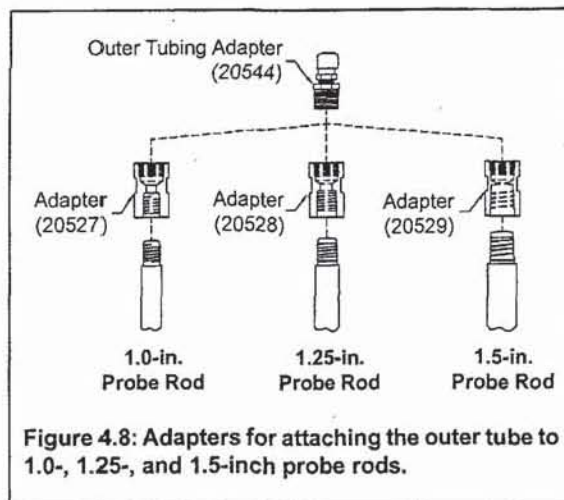 Outer Tubing Adapter
(20544)
Adapter
(20527)
Adapter
(20528)
Adapter
(20529)
1.0-in.
Probe Rod
1.25-in.
Probe Rod
1.5-in.
Probe Rod
Figure 4.8: Adapters for attaching the outer tube to
1.0-, 1.25-, and 1.5-inch probe rods.